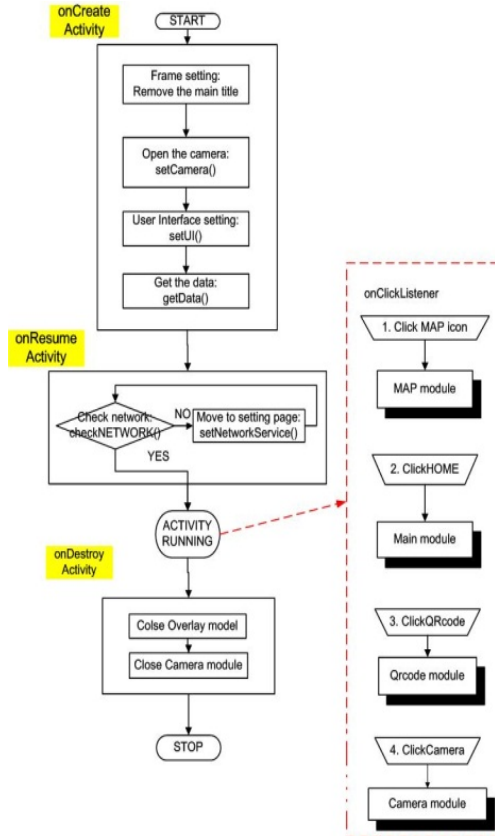 onCreate
Activity
START
Frame setting:
Remove the main title
Open the camera:
setCamera()
User Interface setting:
setUI()
Get the data:
getData()
onResume
Activity
Check network:
checkNETWORK()
NO
Move to setting page:
setNetworkService()
YES
ACTIVITY
RUNNING
onDestroy
Activity
Colse Overlay model
Close Camera module
STOP
onClickListener
1. Click MAP icon
MAP module
2. ClickHOME
Main module
3. ClickQRcode
Qrcode module
4. ClickCamera
Camera module